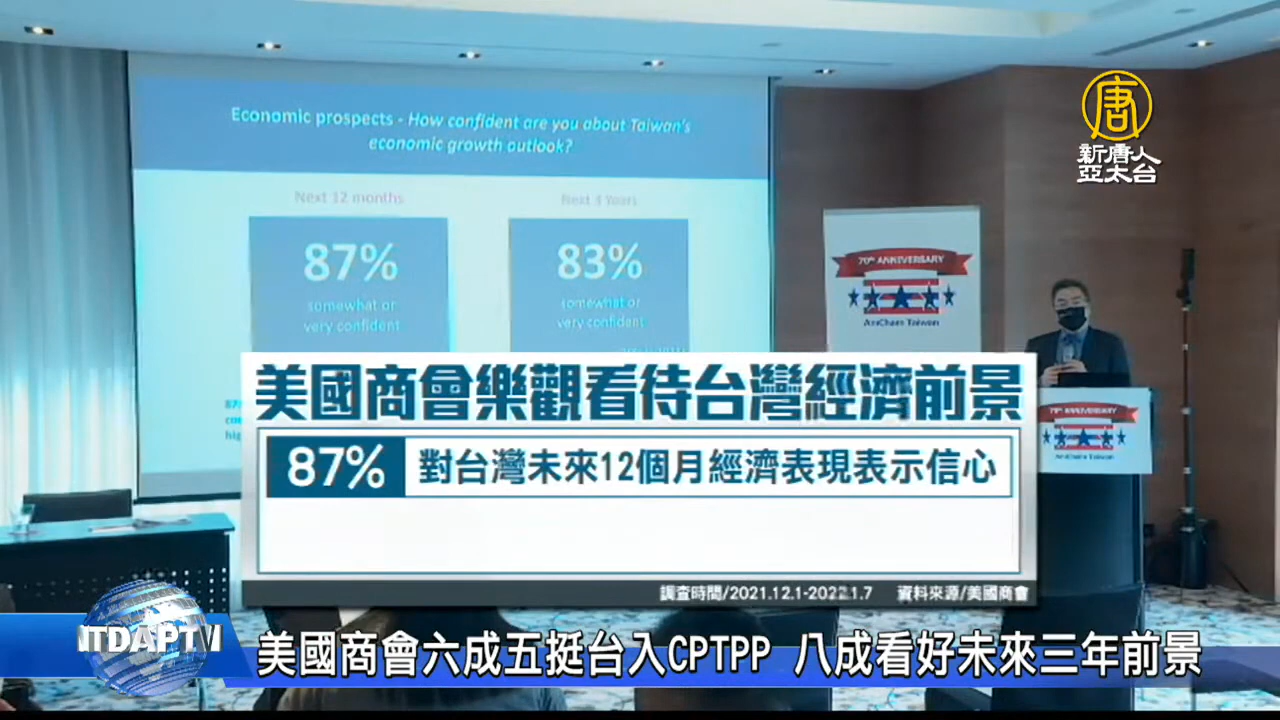 Economic prospects - How confident are you about Taiwan's
economic growth outlook?
Next 12 months
Next 3 Years
87%
83%
somewhat or
very confident
somewhat or
very confident
唐
新唐人
亞太台
70th ANNIVERSARY
AmCham Taiwan
70th ANNIVERSARY
AmCham Taiwan
美國商會樂觀看待台灣經濟前景
87% 對台灣未來12個月經濟表現表示信心
調查時間/2021.12.1-2022.1.7 資料來源/美國商會
NTDAPTV
美國商會六成五挺台入CPTPP 八成看好未來三年前景